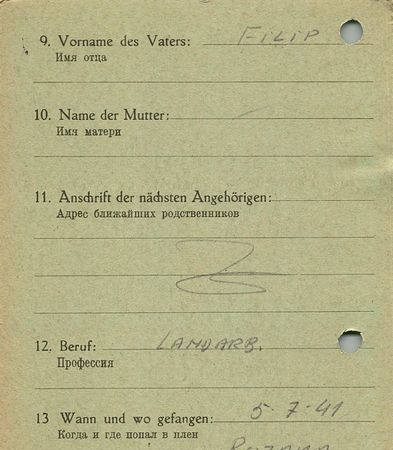 9. Vorname des Vaters: FILIP
Имя отца
10. Name der Mutter:
Имя матери
11. Anschrift der nächsten Angehörigen:
Адрес ближайших родственников
12. Beruf: LANDARB.
Профессия
13 Wann und wo gefangen: 5-7-41
Когда и где попал в плен